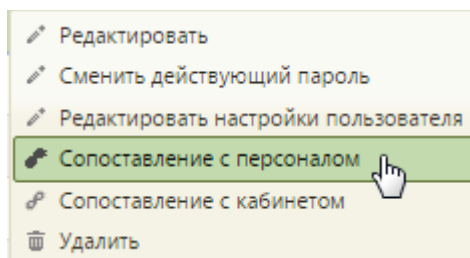 Редактировать
Сменить действующий пароль
Редактировать настройки пользователя
Сопоставление с персоналом
Сопоставление с кабинетом
Удалить